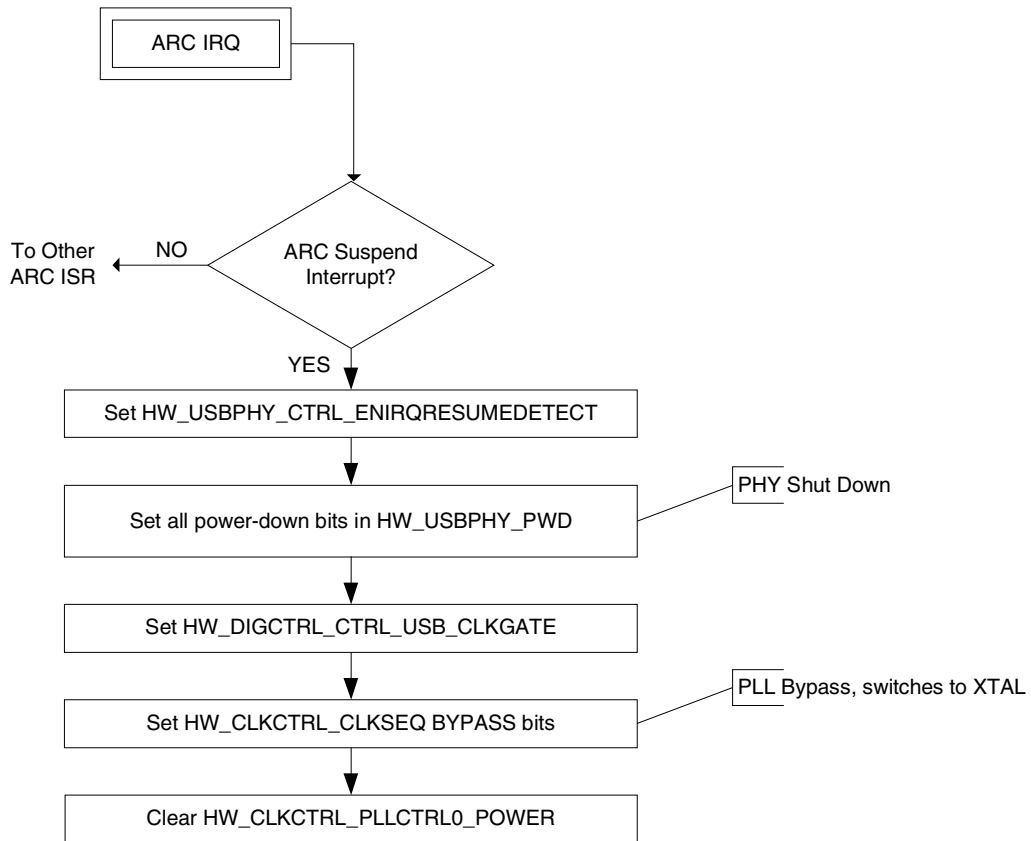 ARC IRQ
ARC Suspend
Interrupt?
NO
To Other
ARC ISR
YES
Set HW_USBPHY_CTRL_ENIRQRESUMEDETECT
Set all power-down bits in HW_USBPHY_PWD
PHY Shut Down
Set HW_DIGCTRL_CTRL_USB_CLKGATE
Set HW_CLKCTRL_CLKSEQ BYPASS bits
PLL Bypass, switches to XTAL
Clear HW_CLKCTRL_PLLCTRL0_POWER